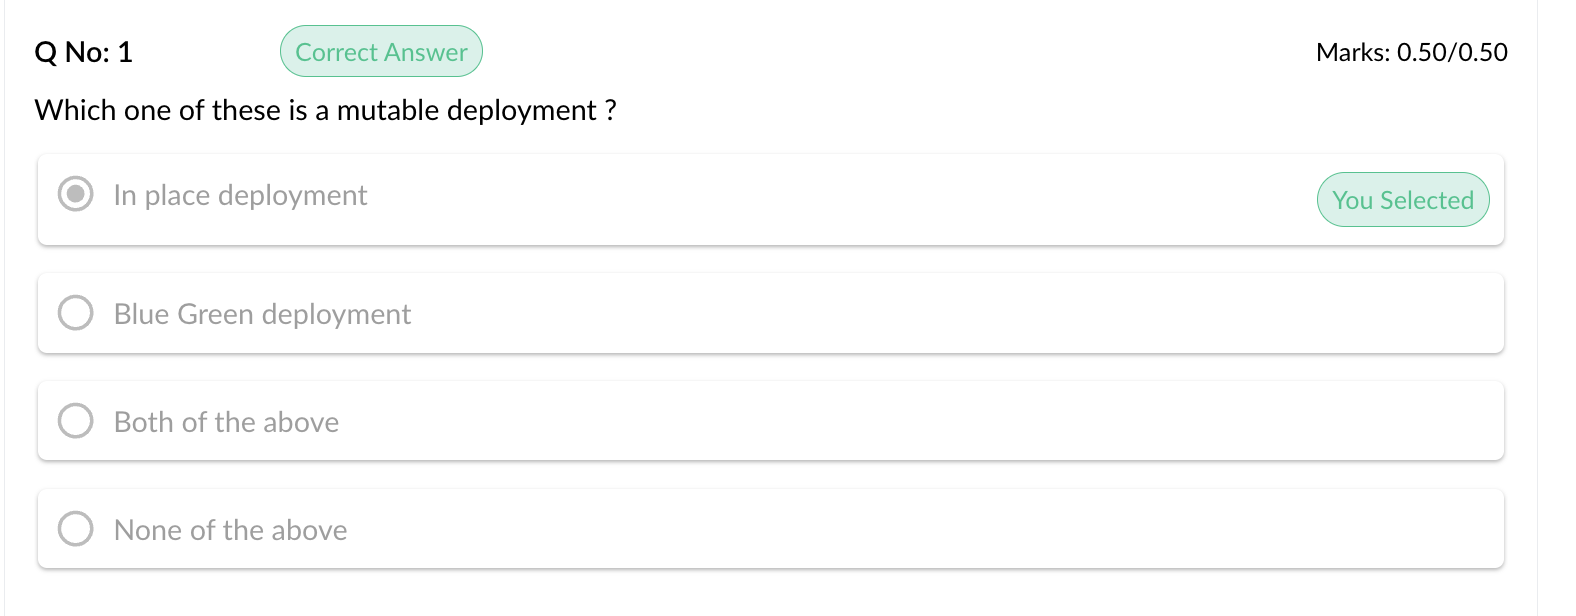 Q No: 1 Correct Answer Marks: 0.50/0.50
Which one of these is a mutable deployment ?
In place deployment You Selected
Blue Green deployment
Both of the above
None of the above